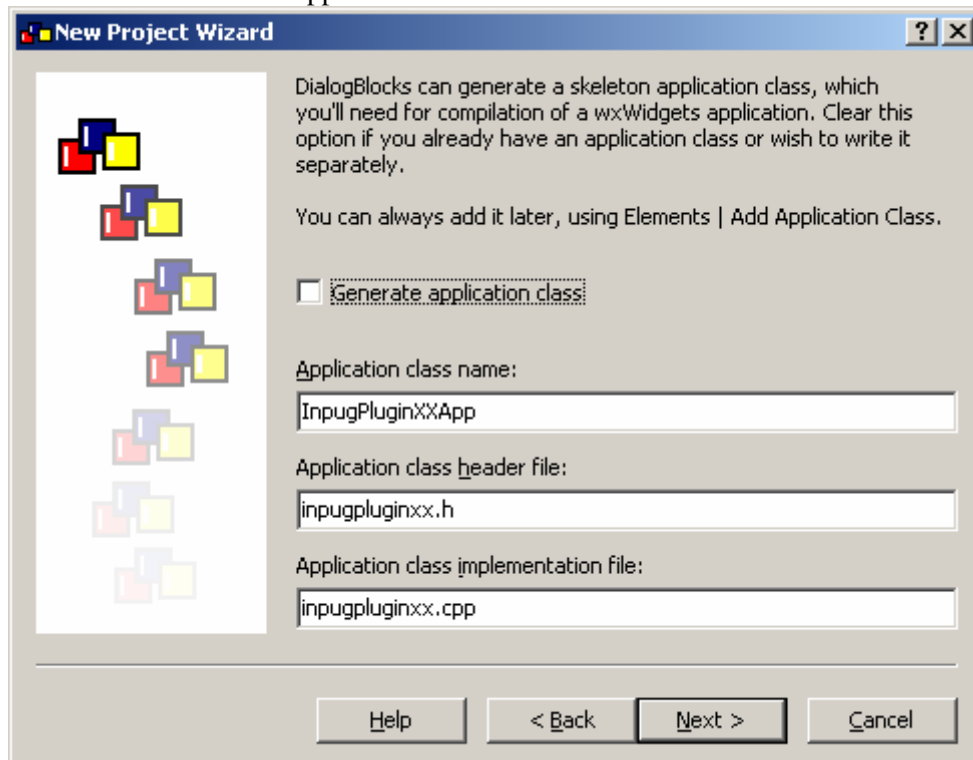 App
New Project Wizard
DialogBlocks can generate a skeleton application class, which
you'll need for compilation of a wxWidgets application. Clear this
option if you already have an application class or wish to write it
separately.
You can always add it later, using Elements | Add Application Class.
Generate application class
Application class name:
InpugPluginXXApp
Application class header file:
inpugpluginxx.h
Application class implementation file:
inpugpluginxx.cpp
Help < Back Next > Cancel